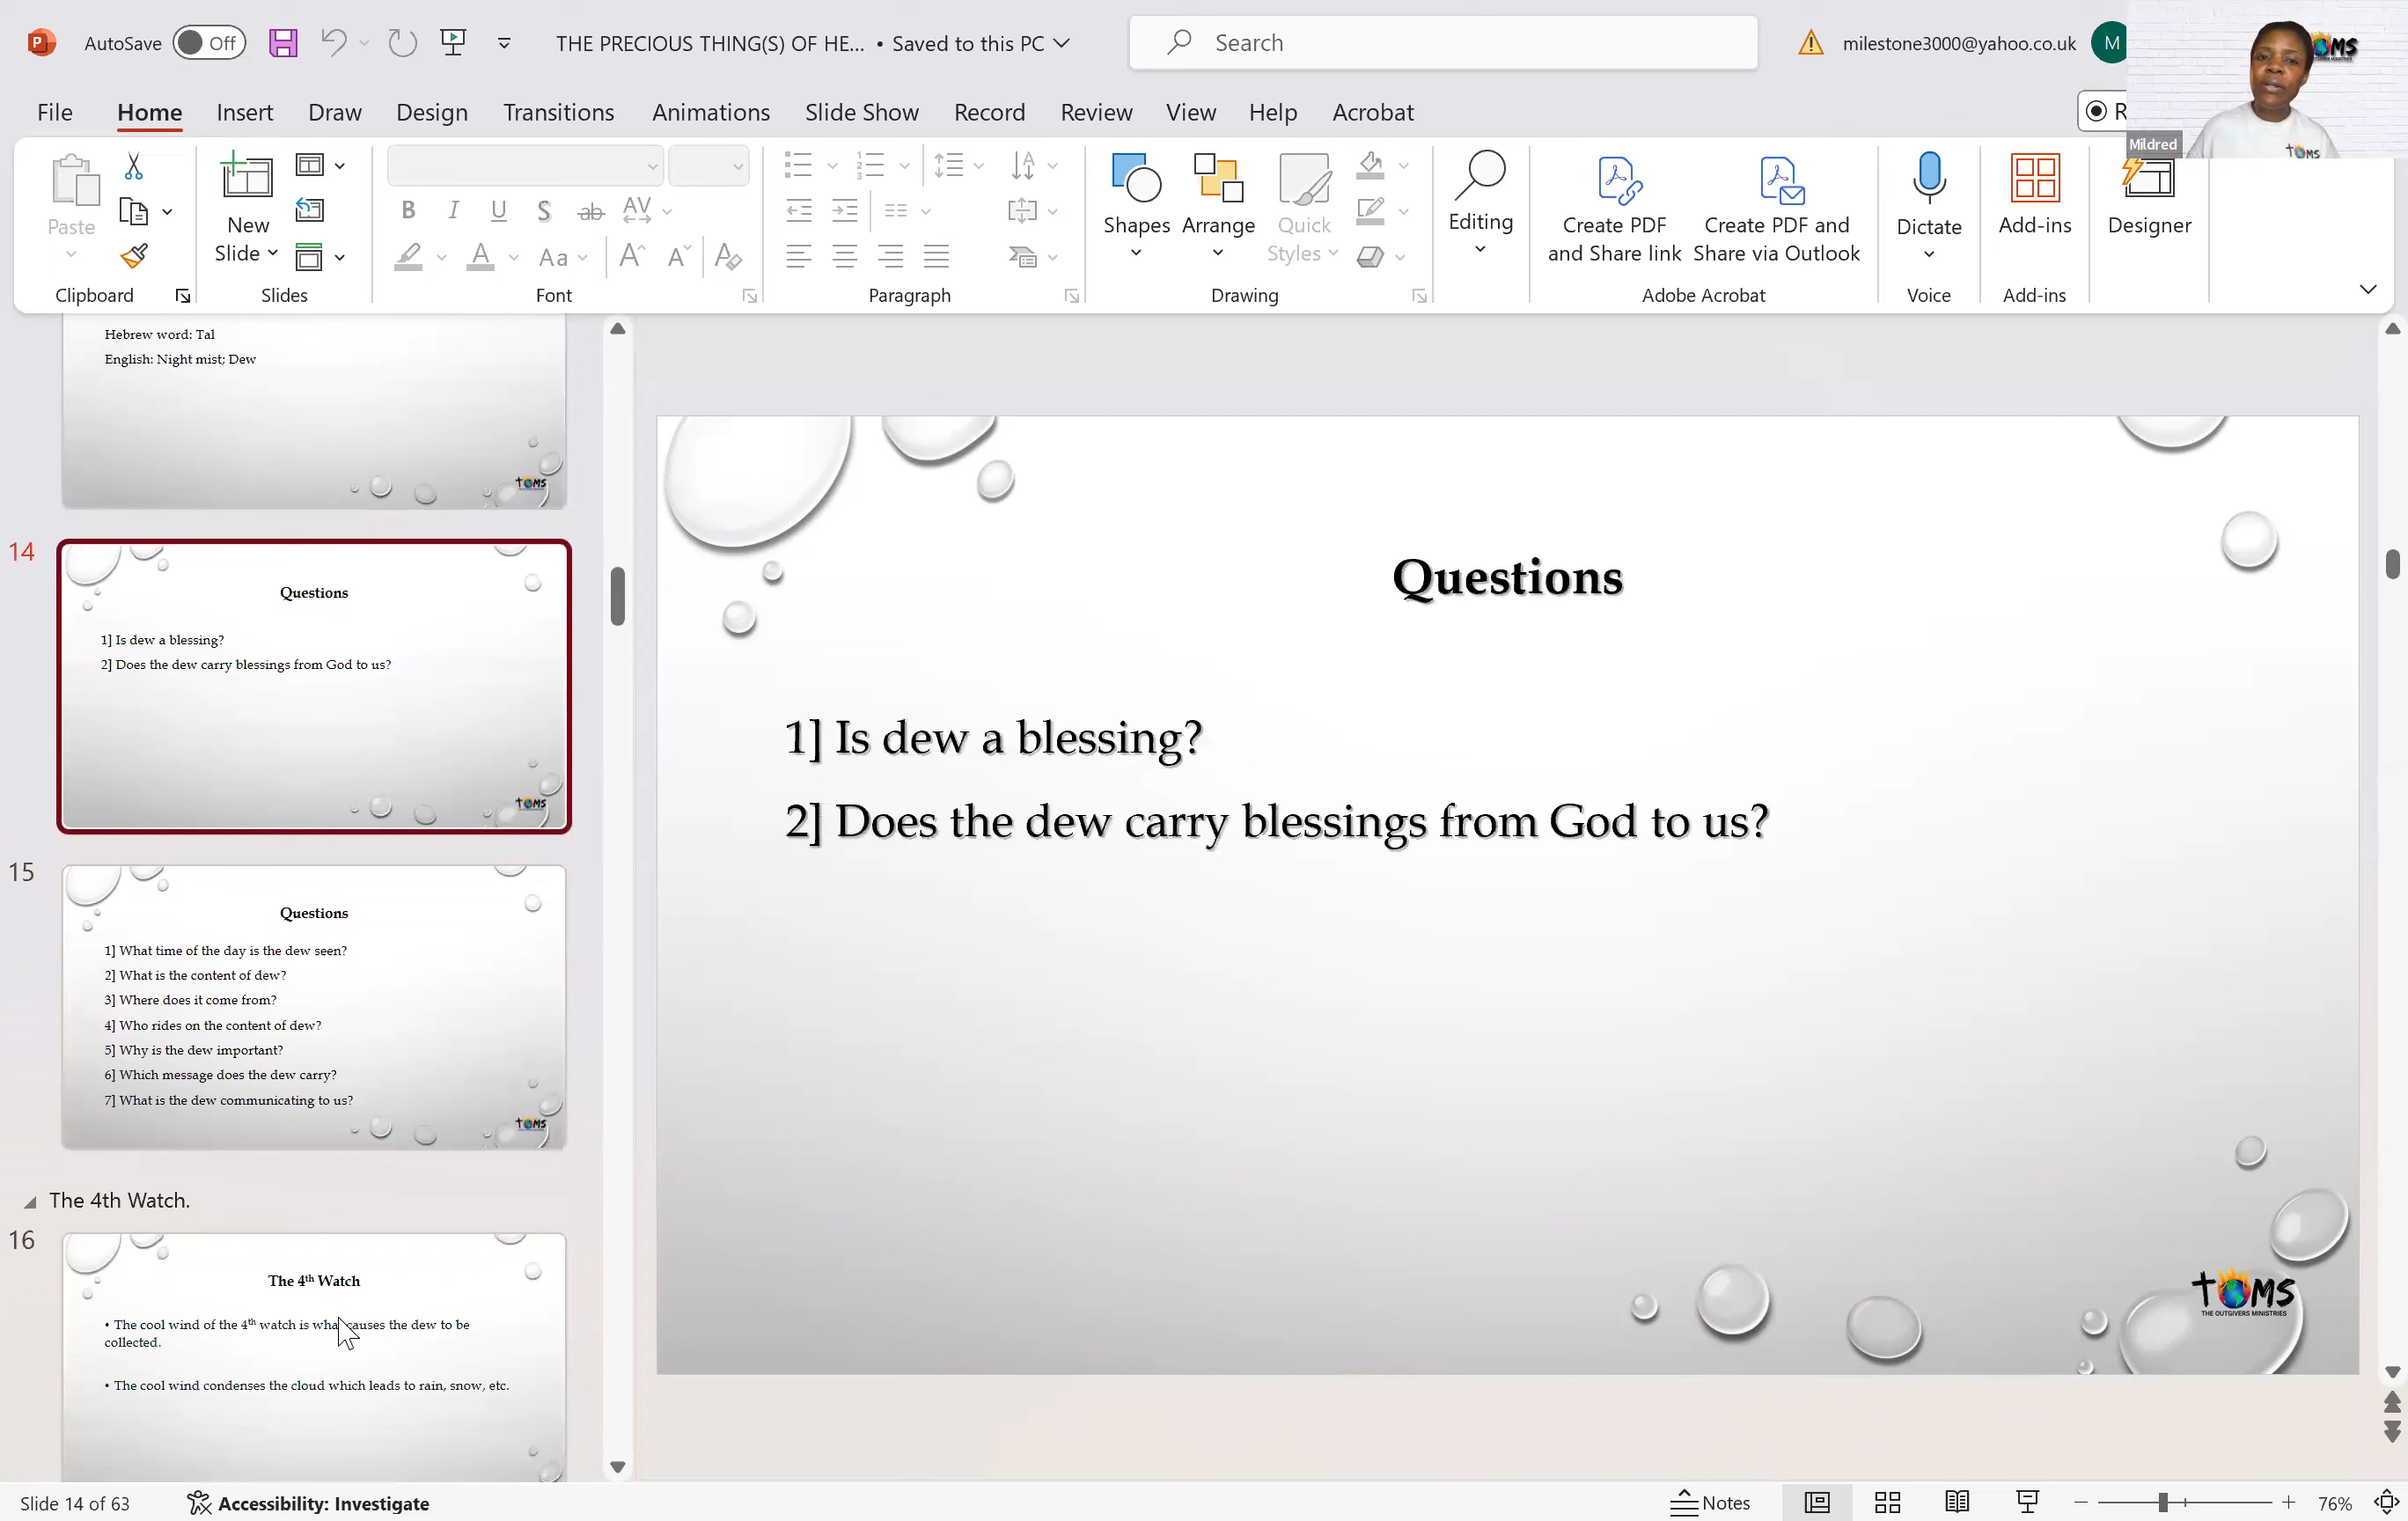 AutoSave
Off
THE PRECIOUS THING(S) OF HE... • Saved to this PC
Search
milestone3000@yahoo.co.uk
M
File
Home
Insert
Draw
Design
Transitions
Animations
Slide Show
Record
Review
View
Help
Acrobat
Mildred
TOMS
Paste
New
Slide
Clipboard
Slides
Font
Paragraph
Shapes
Arrange
Quick
Styles
Drawing
Editing
Create PDF
and Share link
Create PDF and
Share via Outlook
Adobe Acrobat
Dictate
Voice
Add-ins
Add-ins
Designer
Hebrew word: Tal
English: Night mist; Dew
TOMS
14
Questions
1] Is dew a blessing?
2] Does the dew carry blessings from God to us?
TOMS
15
Questions
1] What time of the day is the dew seen?
2] What is the content of dew?
3] Where does it come from?
4] Who rides on the content of dew?
5] Why is the dew important?
6] Which message does the dew carry?
7] What is the dew communicating to us?
TOMS
The 4th Watch.
16
The 4th Watch
• The cool wind of the 4th watch is what causes the dew to be
collected.
• The cool wind condenses the cloud which leads to rain, snow, etc.
Questions
1] Is dew a blessing?
2] Does the dew carry blessings from God to us?
TOMS
THE OUTGIVERS MINISTRIES
Slide 14 of 63
Accessibility: Investigate
Notes
76%